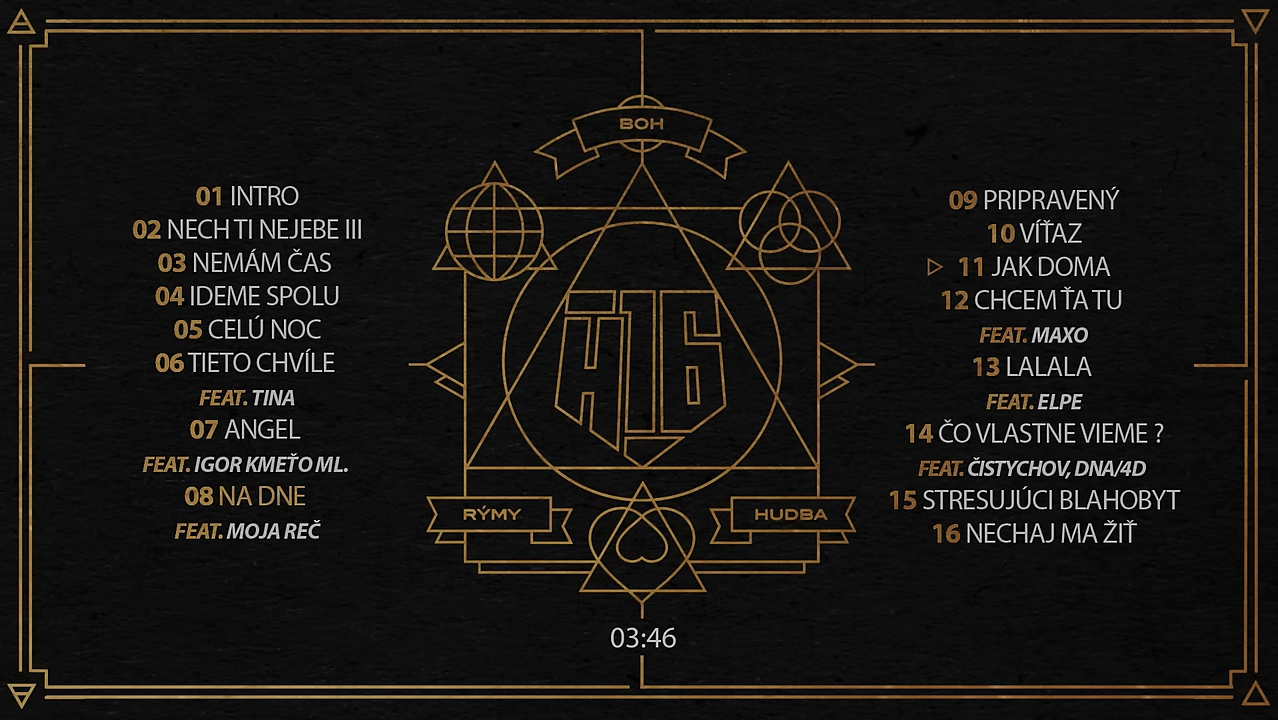 BOH
01 INTRO
02 NECH TI NEJEBE III
03 NEMÁM ČAS
04 IDEME SPOLU
05 CELÚ NOC
06 TIETO CHVÍLE
FEAT. TINA
07 ANGEL
FEAT. IGOR KMEŤO ML.
08 NA DNE
FEAT. MOJA REČ
H16
RÝMY
HUDBA
09 PRIPRAVENÝ
10 VÍŤAZ
11 JAK DOMA
12 CHCEM ŤA TU
FEAT. MAXO
13 LALALA
FEAT. ELPE
14 ČO VLASTNE VIEME ?
FEAT. ČISTYCHOV, DNA/4D
15 STRESUJÚCI BLAHOBYT
16 NECHAJ MA ŽIŤ
03:46